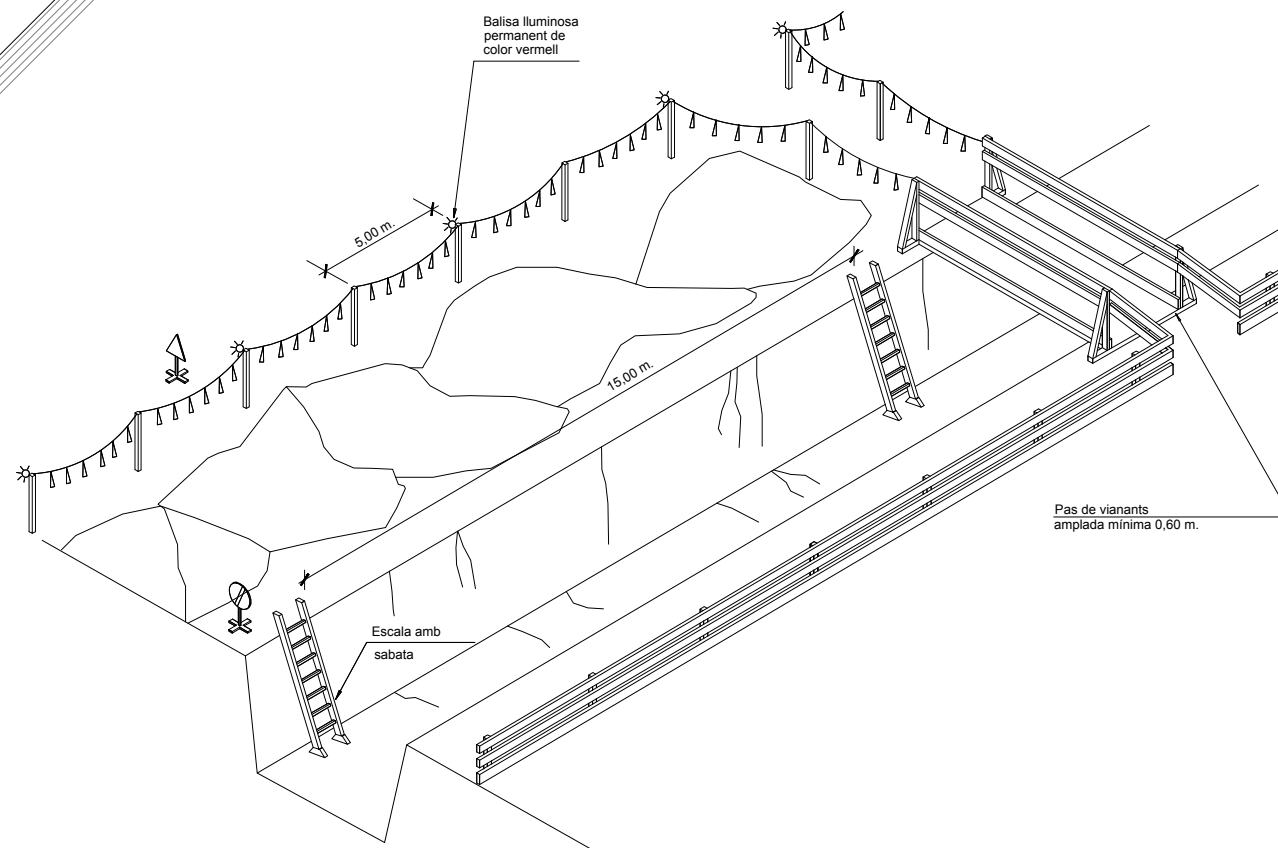 Balisa lluminosa
permanent de
color vermell
5,00 m.
15,00 m.
Pas de vianants
amplada mínima 0,60 m.
Escala amb
sabata